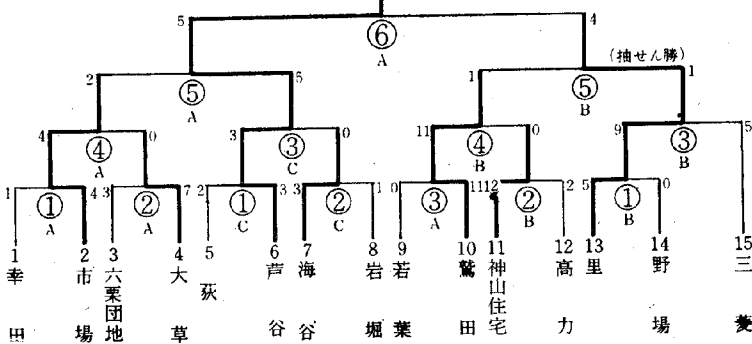 5 4
⑥
A
(抽せん勝)
2 5 1 1
⑤ ⑤
A B
4 0 3 0 11 0 9 5
④ ③ ④ ③
A C B B
1 4 3 7 2 3 3 1 0 11 12 2 5 0
① ② ① ② ③ ② ①
A A C C A B B
1 幸田
2 市場
3 六栗団地
4 大草
5 荻
6 芦谷
7 海谷
8 岩堀
9 若葉
10 鷲田
11 神山住宅
12 高力
13 里
14 野場
15 三菱